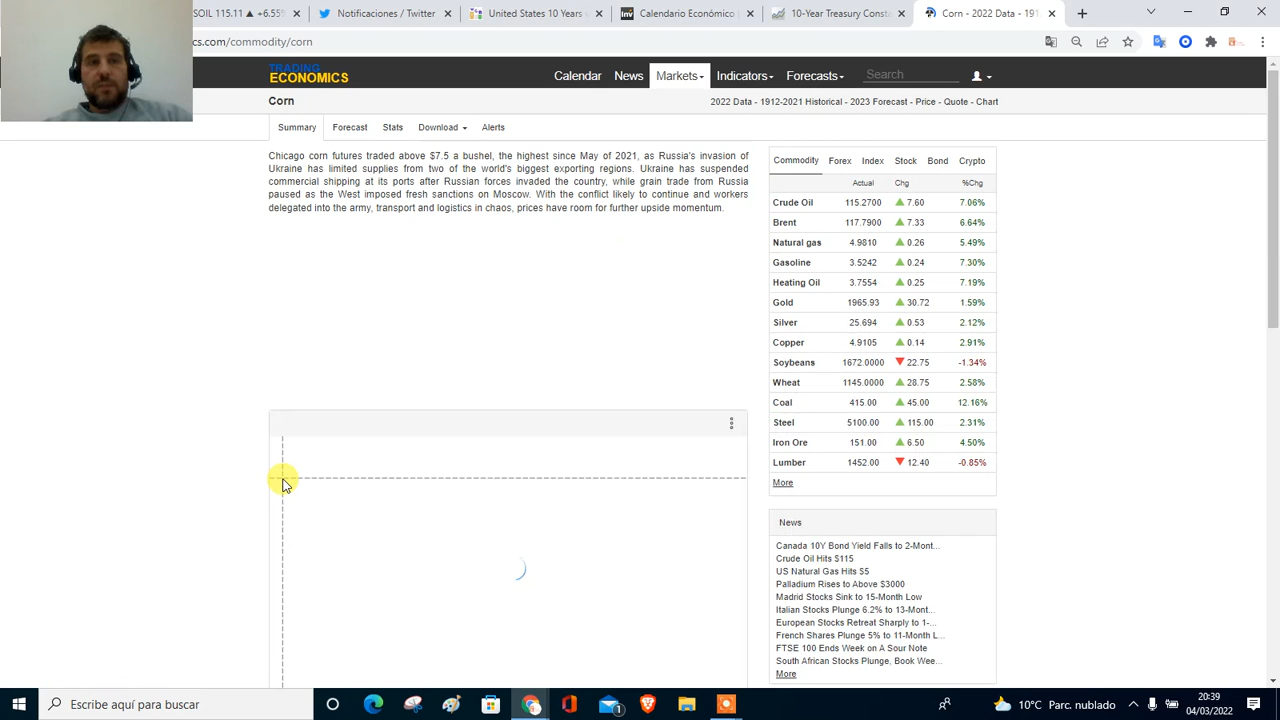 SOIL 115.11 ▲ +6.55%
Notificaciones / Twitter
United States 10 Years
Calendario Económico
10-Year Treasury Const
Corn - 2022 Data - 191
cs.com/commodity/corn
TRADING
ECONOMICS
Calendar
News
Markets
Indicators
Forecasts
Search
Corn
2022 Data - 1912-2021 Historical - 2023 Forecast - Price - Quote - Chart
Summary
Forecast
Stats
Download
Alerts
Chicago corn futures traded above $7.5 a bushel, the highest since May of 2021, as Russia's invasion of
Ukraine has limited supplies from two of the world's biggest exporting regions. Ukraine has suspended
commercial shipping at its ports after Russian forces invaded the country, while grain trade from Russia
paused as the West imposed fresh sanctions on Moscow. With the conflict likely to continue and workers
delegated into the army, transport and logistics in chaos, prices have room for further upside momentum.
Commodity Forex Index Stock Bond Crypto
Actual Chg %Chg
Crude Oil 115.2700 ▲ 7.60 7.06%
Brent 117.7900 ▲ 7.33 6.64%
Natural gas 4.9810 ▲ 0.26 5.49%
Gasoline 3.5242 ▲ 0.24 7.30%
Heating Oil 3.7554 ▲ 0.25 7.19%
Gold 1965.93 ▲ 30.72 1.59%
Silver 25.694 ▲ 0.53 2.12%
Copper 4.9105 ▲ 0.14 2.91%
Soybeans 1672.0000 ▼ 22.75 -1.34%
Wheat 1145.0000 ▲ 28.75 2.58%
Coal 415.00 ▲ 45.00 12.16%
Steel 5100.00 ▲ 115.00 2.31%
Iron Ore 151.00 ▲ 6.50 4.50%
Lumber 1452.00 ▼ 12.40 -0.85%
More
News
Canada 10Y Bond Yield Falls to 2-Mont...
Crude Oil Hits $115
US Natural Gas Hits $5
Palladium Rises to Above $3000
Madrid Stocks Sink to 15-Month Low
Italian Stocks Plunge 6.2% to 13-Mont...
European Stocks Retreat Sharply to 1-...
French Shares Plunge 5% to 11-Month L...
FTSE 100 Ends Week on A Sour Note
South African Stocks Plunge, Book Wee...
More
Escribe aquí para buscar
1
10°C Parc. nublado
20:39
04/03/2022